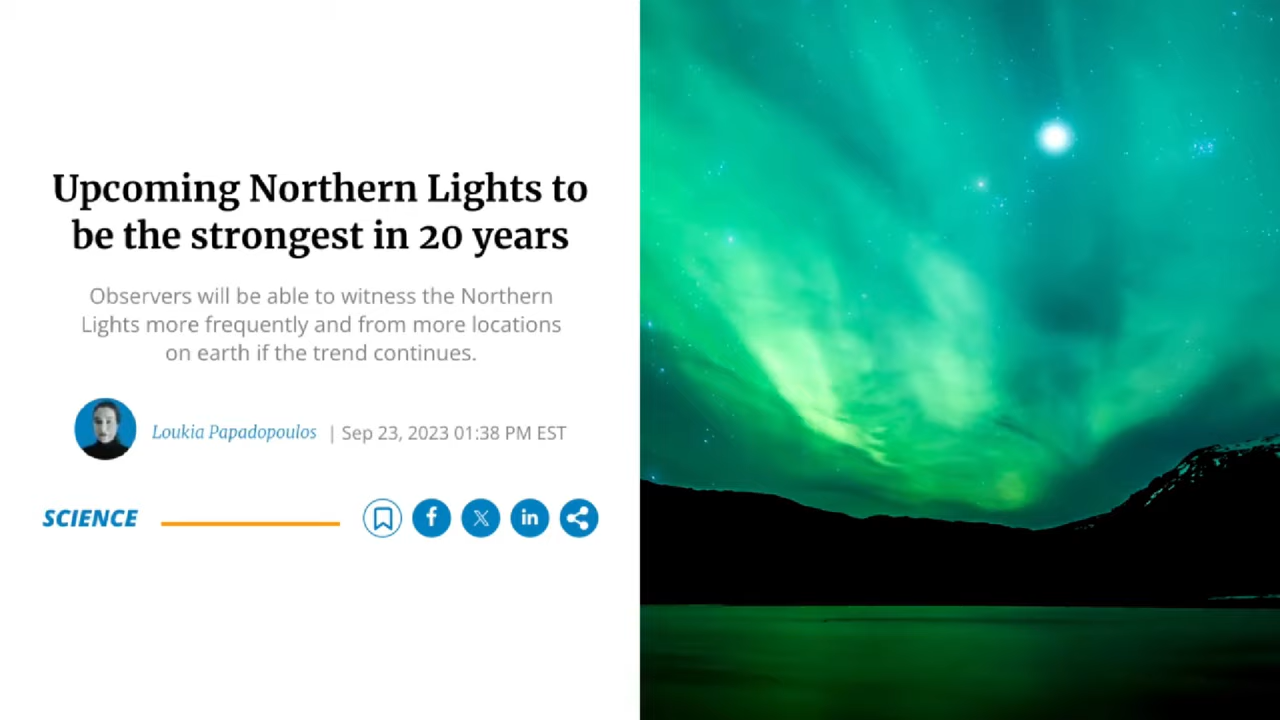 Upcoming Northern Lights to
be the strongest in 20 years
Observers will be able to witness the Northern
Lights more frequently and from more locations
on earth if the trend continues.
Loukia Papadopoulos | Sep 23, 2023 01:38 PM EST
SCIENCE